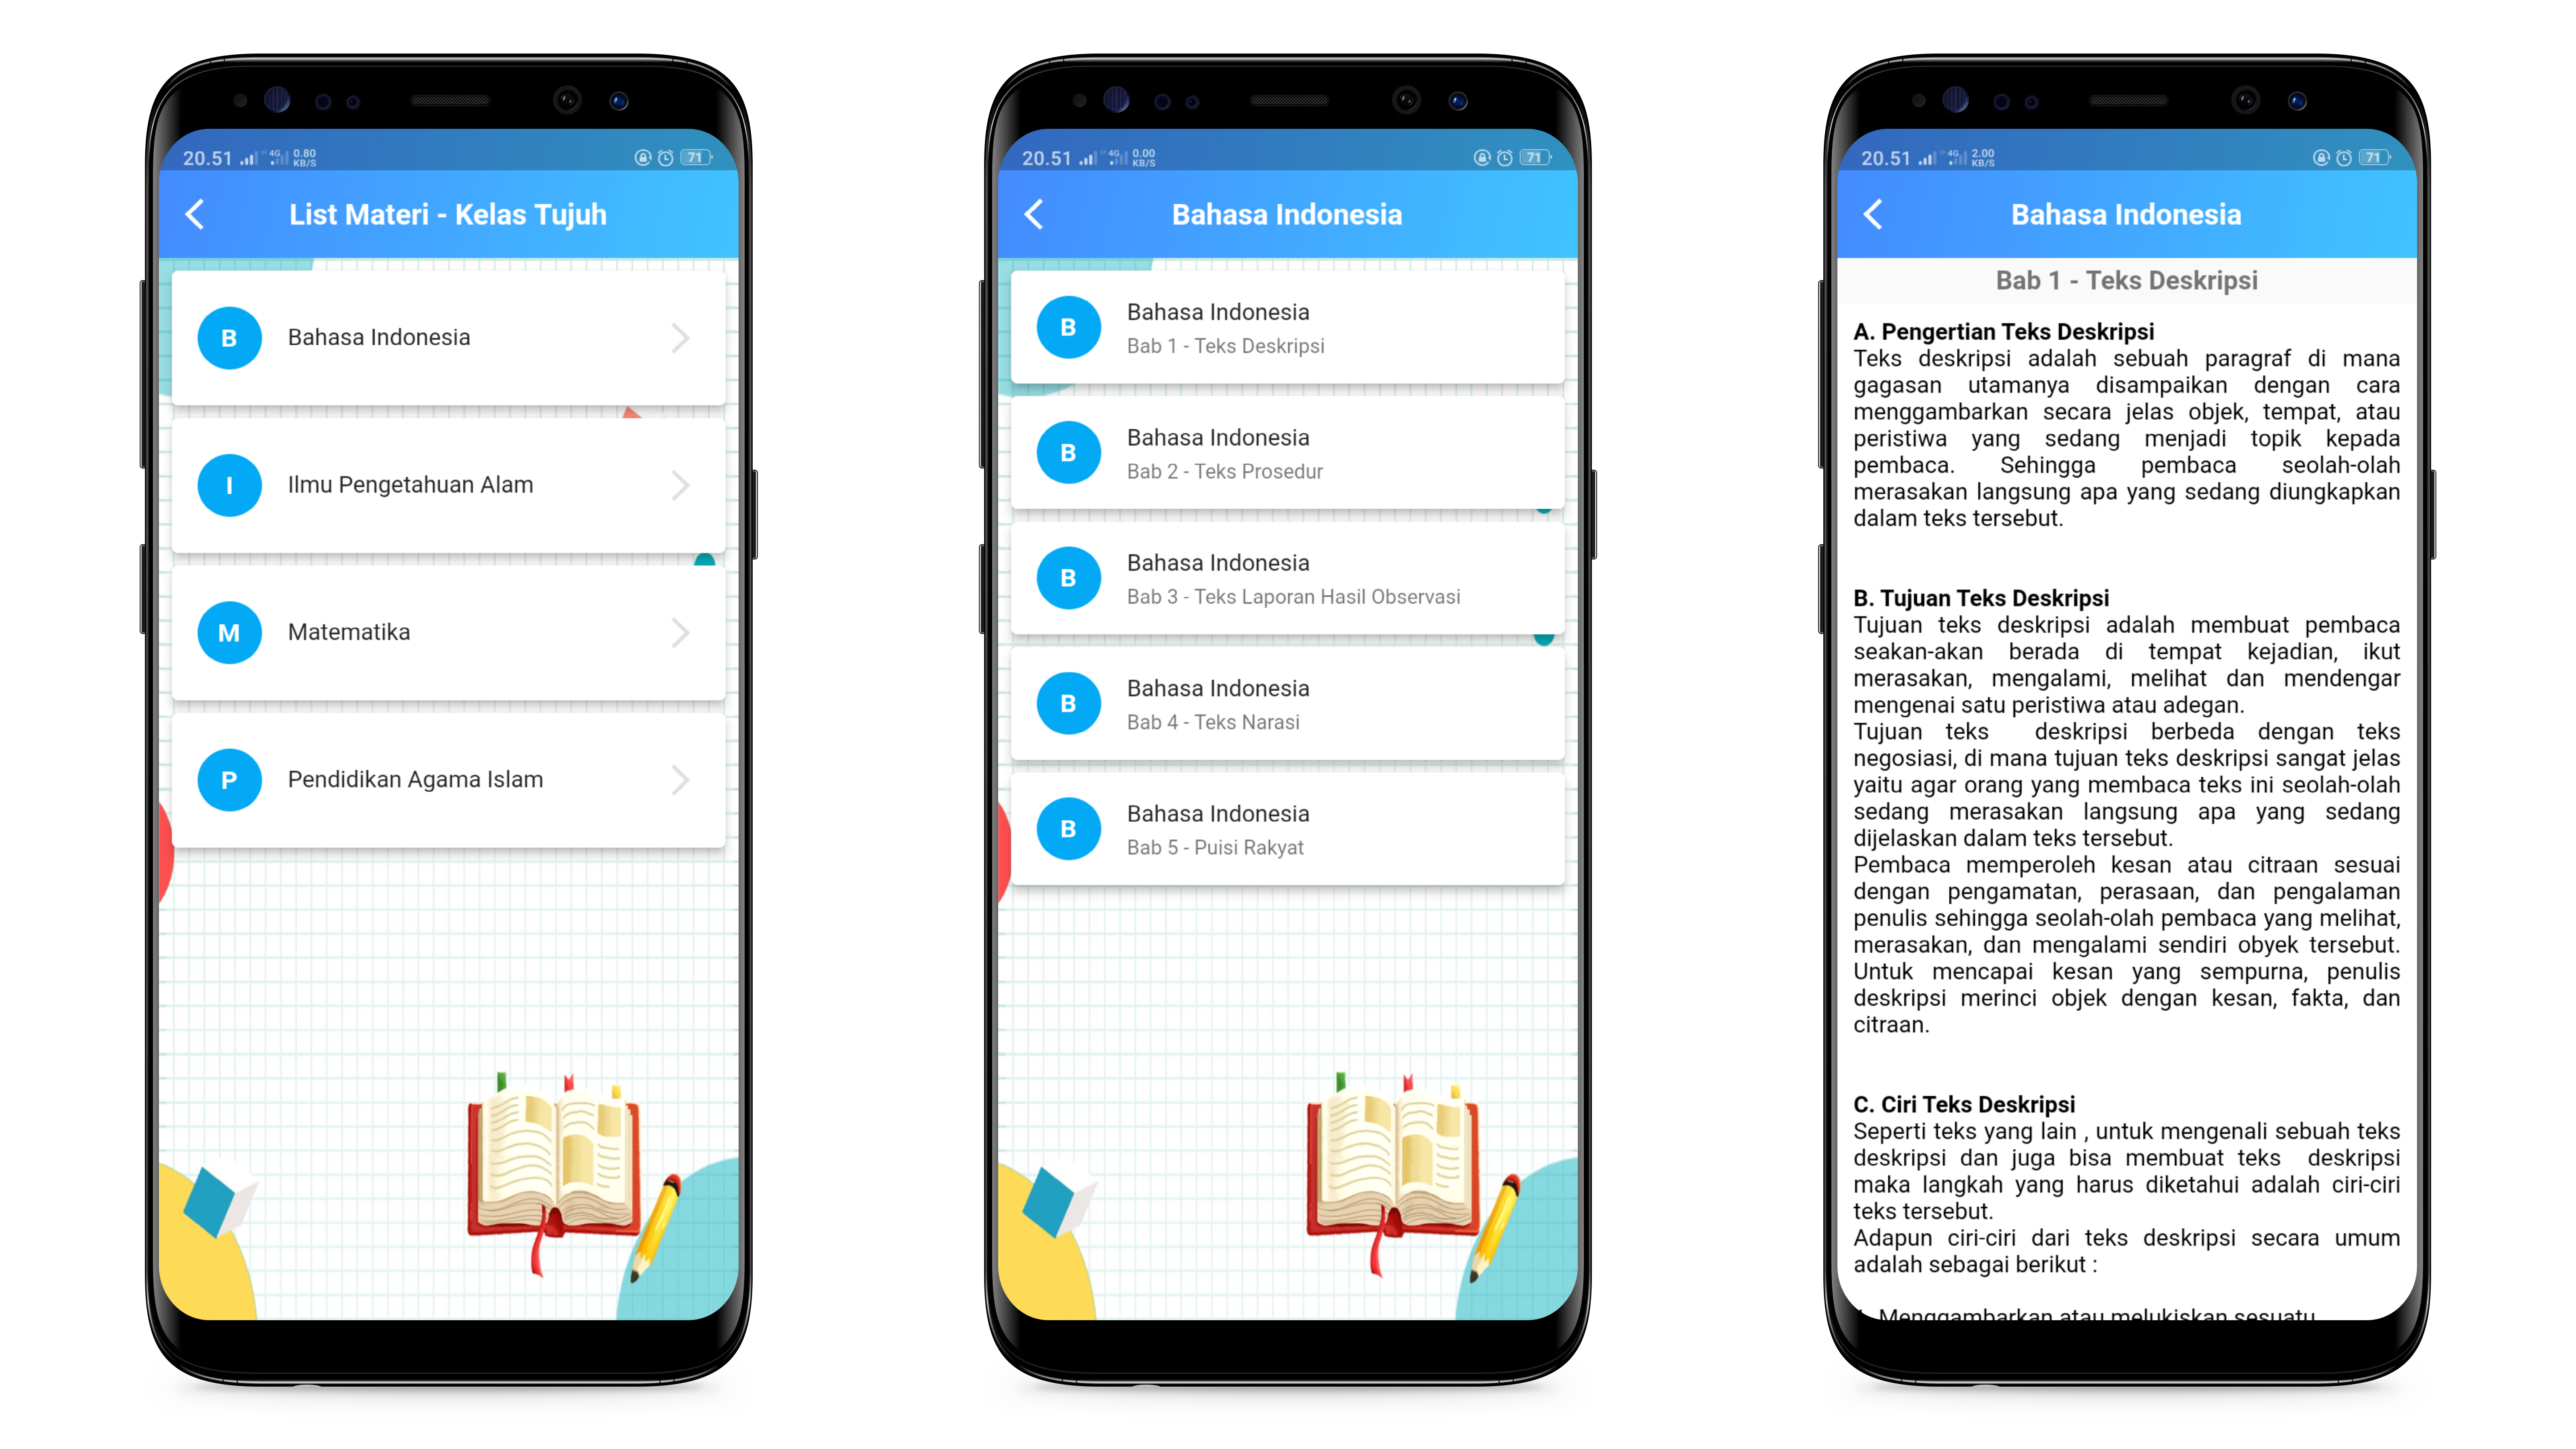 20.51 4G 0.80 KB/S 71
List Materi - Kelas Tujuh
B Bahasa Indonesia
I Ilmu Pengetahuan Alam
M Matematika
P Pendidikan Agama Islam
20.51 4G 0.00 KB/S 71
Bahasa Indonesia
B Bahasa Indonesia
Bab 1 - Teks Deskripsi
B Bahasa Indonesia
Bab 2 - Teks Prosedur
B Bahasa Indonesia
Bab 3 - Teks Laporan Hasil Observasi
B Bahasa Indonesia
Bab 4 - Teks Narasi
B Bahasa Indonesia
Bab 5 - Puisi Rakyat
20.51 4G 2.00 KB/S 71
Bahasa Indonesia
Bab 1 - Teks Deskripsi
A. Pengertian Teks Deskripsi
Teks deskripsi adalah sebuah paragraf di mana
gagasan utamanya disampaikan dengan cara
menggambarkan secara jelas objek, tempat, atau
peristiwa yang sedang menjadi topik kepada
pembaca. Sehingga pembaca seolah-olah
merasakan langsung apa yang sedang diungkapkan
dalam teks tersebut.
B. Tujuan Teks Deskripsi
Tujuan teks deskripsi adalah membuat pembaca
seakan-akan berada di tempat kejadian, ikut
merasakan, mengalami, melihat dan mendengar
mengenai satu peristiwa atau adegan.
Tujuan teks deskripsi berbeda dengan teks
negosiasi, di mana tujuan teks deskripsi sangat jelas
yaitu agar orang yang membaca teks ini seolah-olah
sedang merasakan langsung apa yang sedang
dijelaskan dalam teks tersebut.
Pembaca memperoleh kesan atau citraan sesuai
dengan pengamatan, perasaan, dan pengalaman
penulis sehingga seolah-olah pembaca yang melihat,
merasakan, dan mengalami sendiri obyek tersebut.
Untuk mencapai kesan yang sempurna, penulis
deskripsi merinci objek dengan kesan, fakta, dan
citraan.
C. Ciri Teks Deskripsi
Seperti teks yang lain , untuk mengenali sebuah teks
deskripsi dan juga bisa membuat teks deskripsi
maka langkah yang harus diketahui adalah ciri-ciri
teks tersebut.
Adapun ciri-ciri dari teks deskripsi secara umum
adalah sebagai berikut :
Menggambarkan atau melukiskan sesuatu